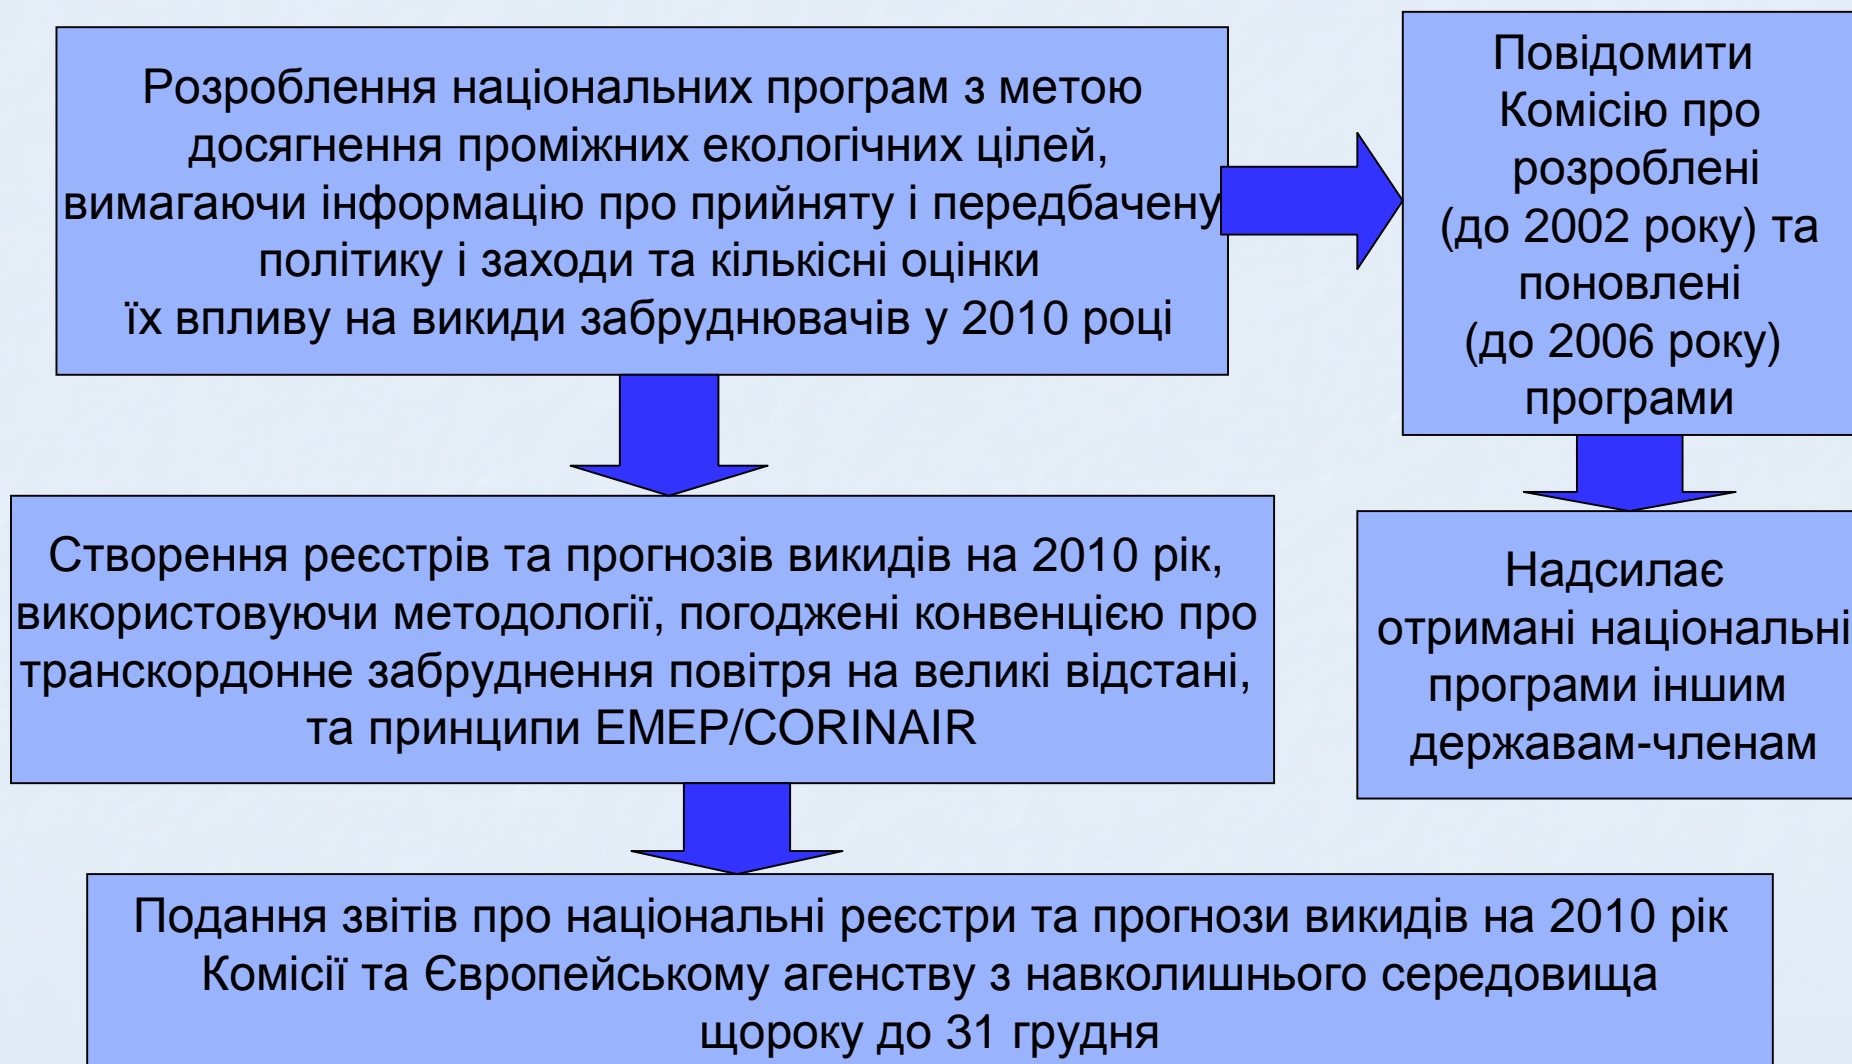 Розроблення національних програм з метою
досягнення проміжних екологічних цілей,
вимагаючи інформацію про прийняту і передбачену
політику і заходи та кількісні оцінки
їх впливу на викиди забруднювачів у 2010 році
Повідомити
Комісію про
розроблені
(до 2002 року) та
поновлені
(до 2006 року)
програми
Створення реєстрів та прогнозів викидів на 2010 рік,
використовуючи методології, погоджені конвенцією про
транскордонне забруднення повітря на великі відстані,
та принципи EMEP/CORINAIR
Надсилає
отримані національні
програми іншим
державам-членам
Подання звітів про національні реєстри та прогнози викидів на 2010 рік
Комісії та Європейському агенству з навколишнього середовища
щороку до 31 грудня